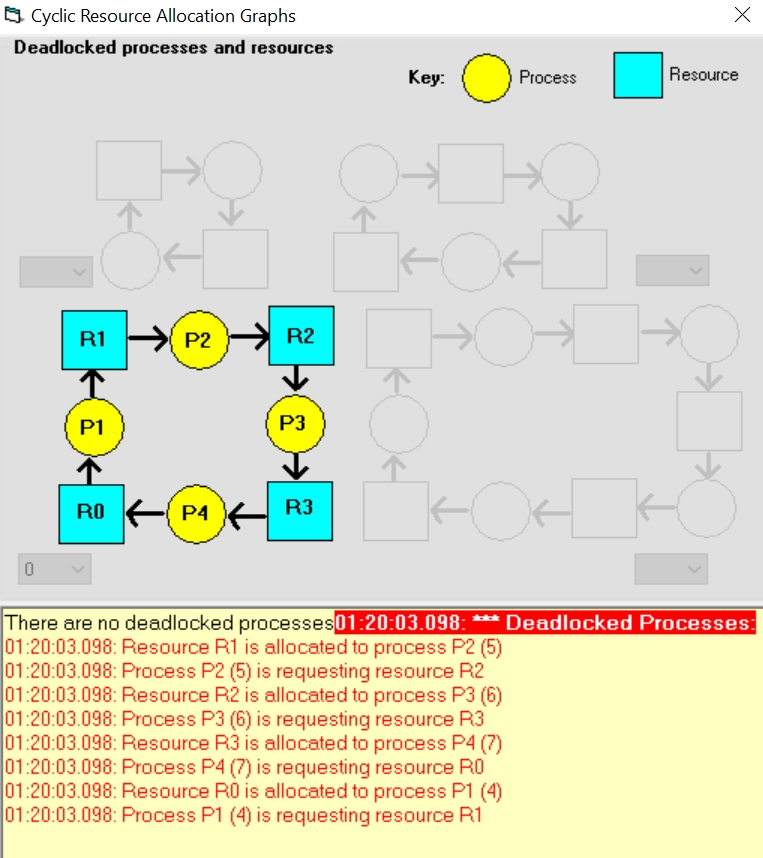 Cyclic Resource Allocation Graphs
Deadlocked processes and resources
Key: Process Resource
R1 P2 R2
P1 P3
R0 P4 R3
0
There are no deadlocked processes01:20:03.098: *** Deadlocked Processes:
01:20:03.098: Resource R1 is allocated to process P2 (5)
01:20:03.098: Process P2 (5) is requesting resource R2
01:20:03.098: Resource R2 is allocated to process P3 (6)
01:20:03.098: Process P3 (6) is requesting resource R3
01:20:03.098: Resource R3 is allocated to process P4 (7)
01:20:03.098: Process P4 (7) is requesting resource R0
01:20:03.098: Resource R0 is allocated to process P1 (4)
01:20:03.098: Process P1 (4) is requesting resource R1